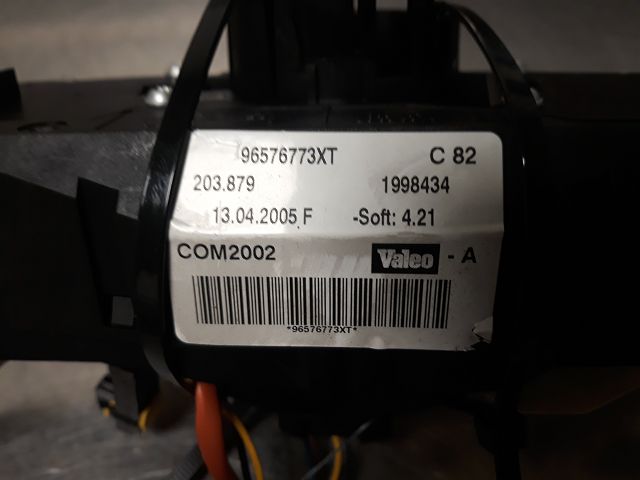 96576773XT C 82
203.879 1998434
13.04.2005 F -Soft: 4.21
COM2002 Valeo - A
*96576773XT*